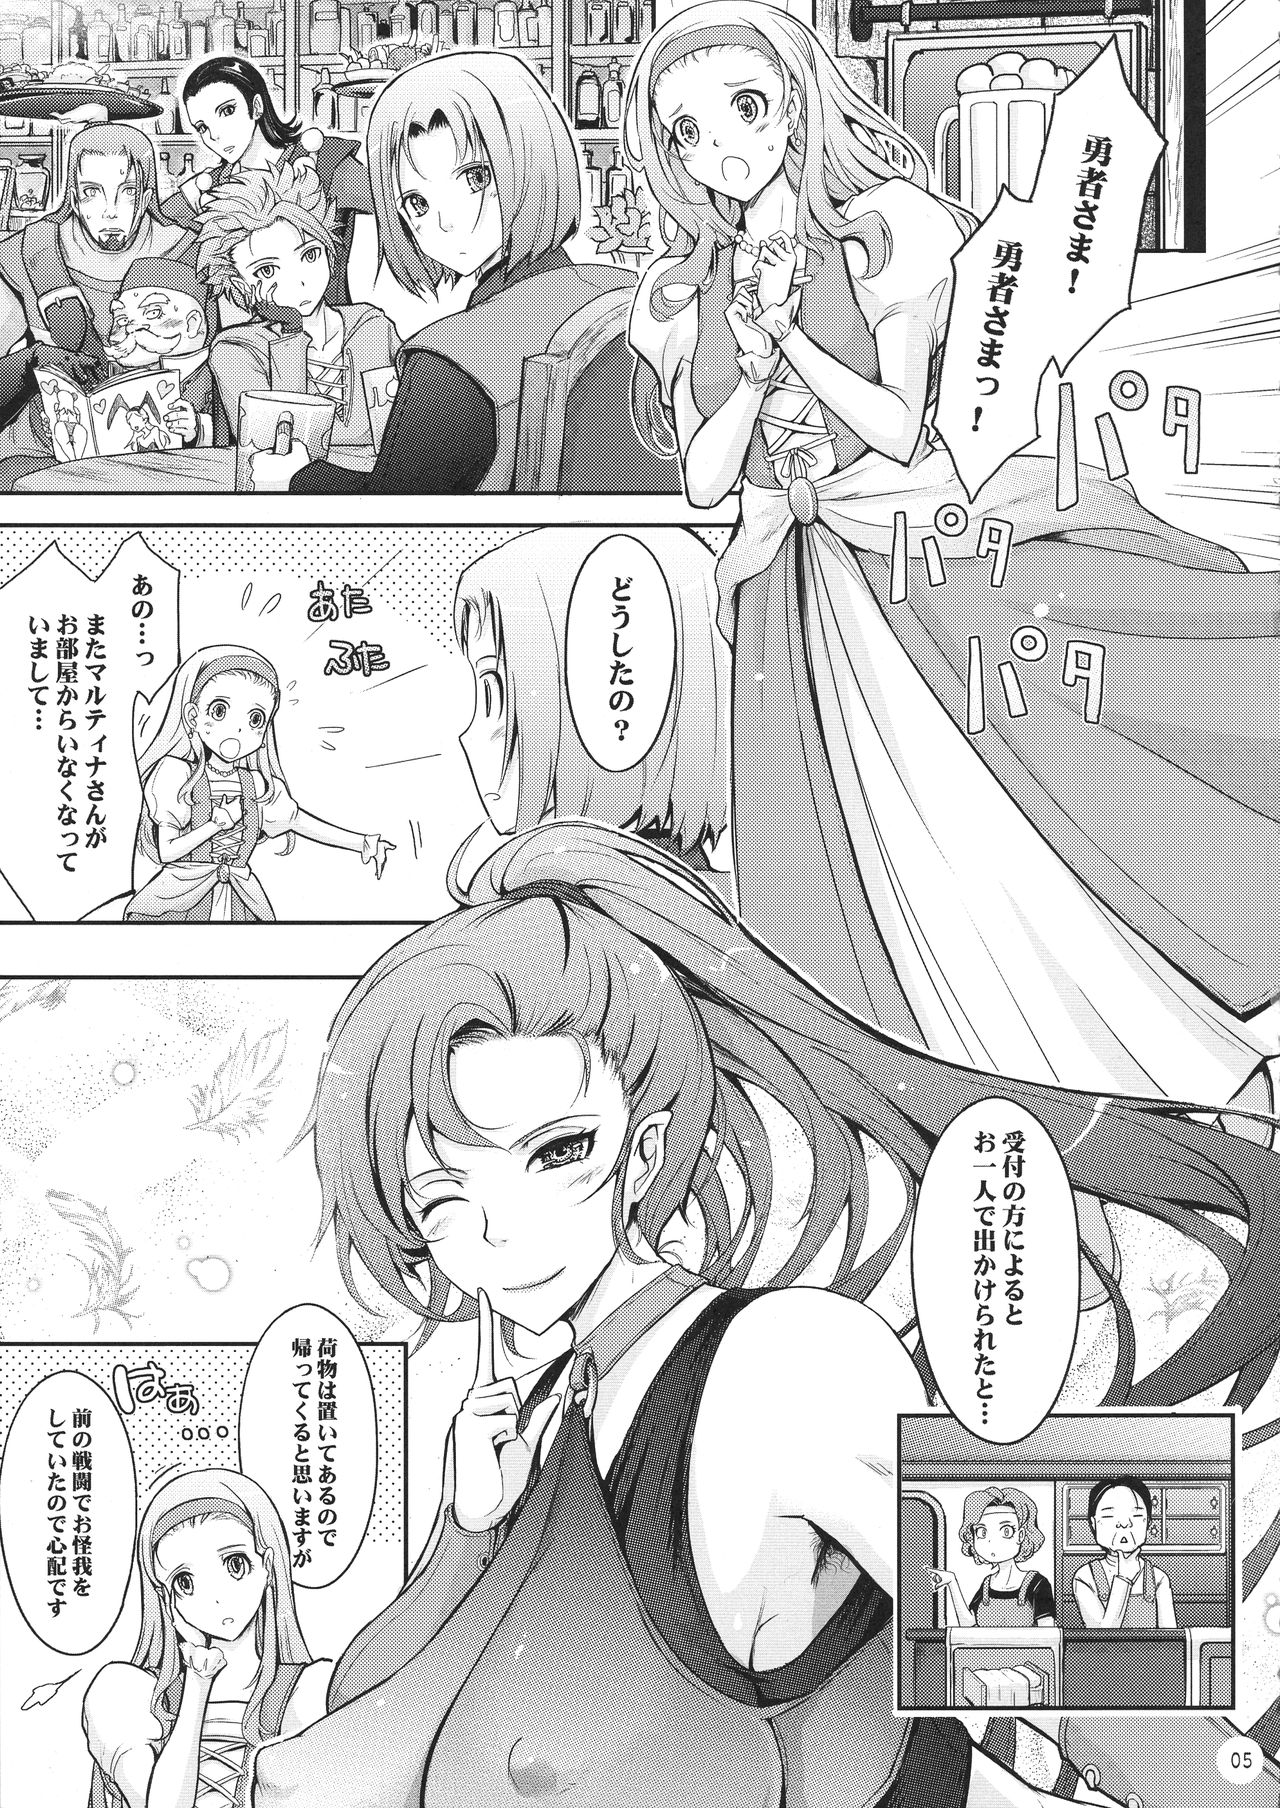 勇者さま！
勇者さまっ！
パタ
パタ
パタ
パタ
どうしたの？
あた
ふた
あの…っ
またマルティナさんが
お部屋からいなくなって
いまして…
受付の方によると
お一人で出かけられたと…
荷物は置いてあるので
帰ってくると思いますが
はぁ…
前の戦闘でお怪我を
していたので心配です
05